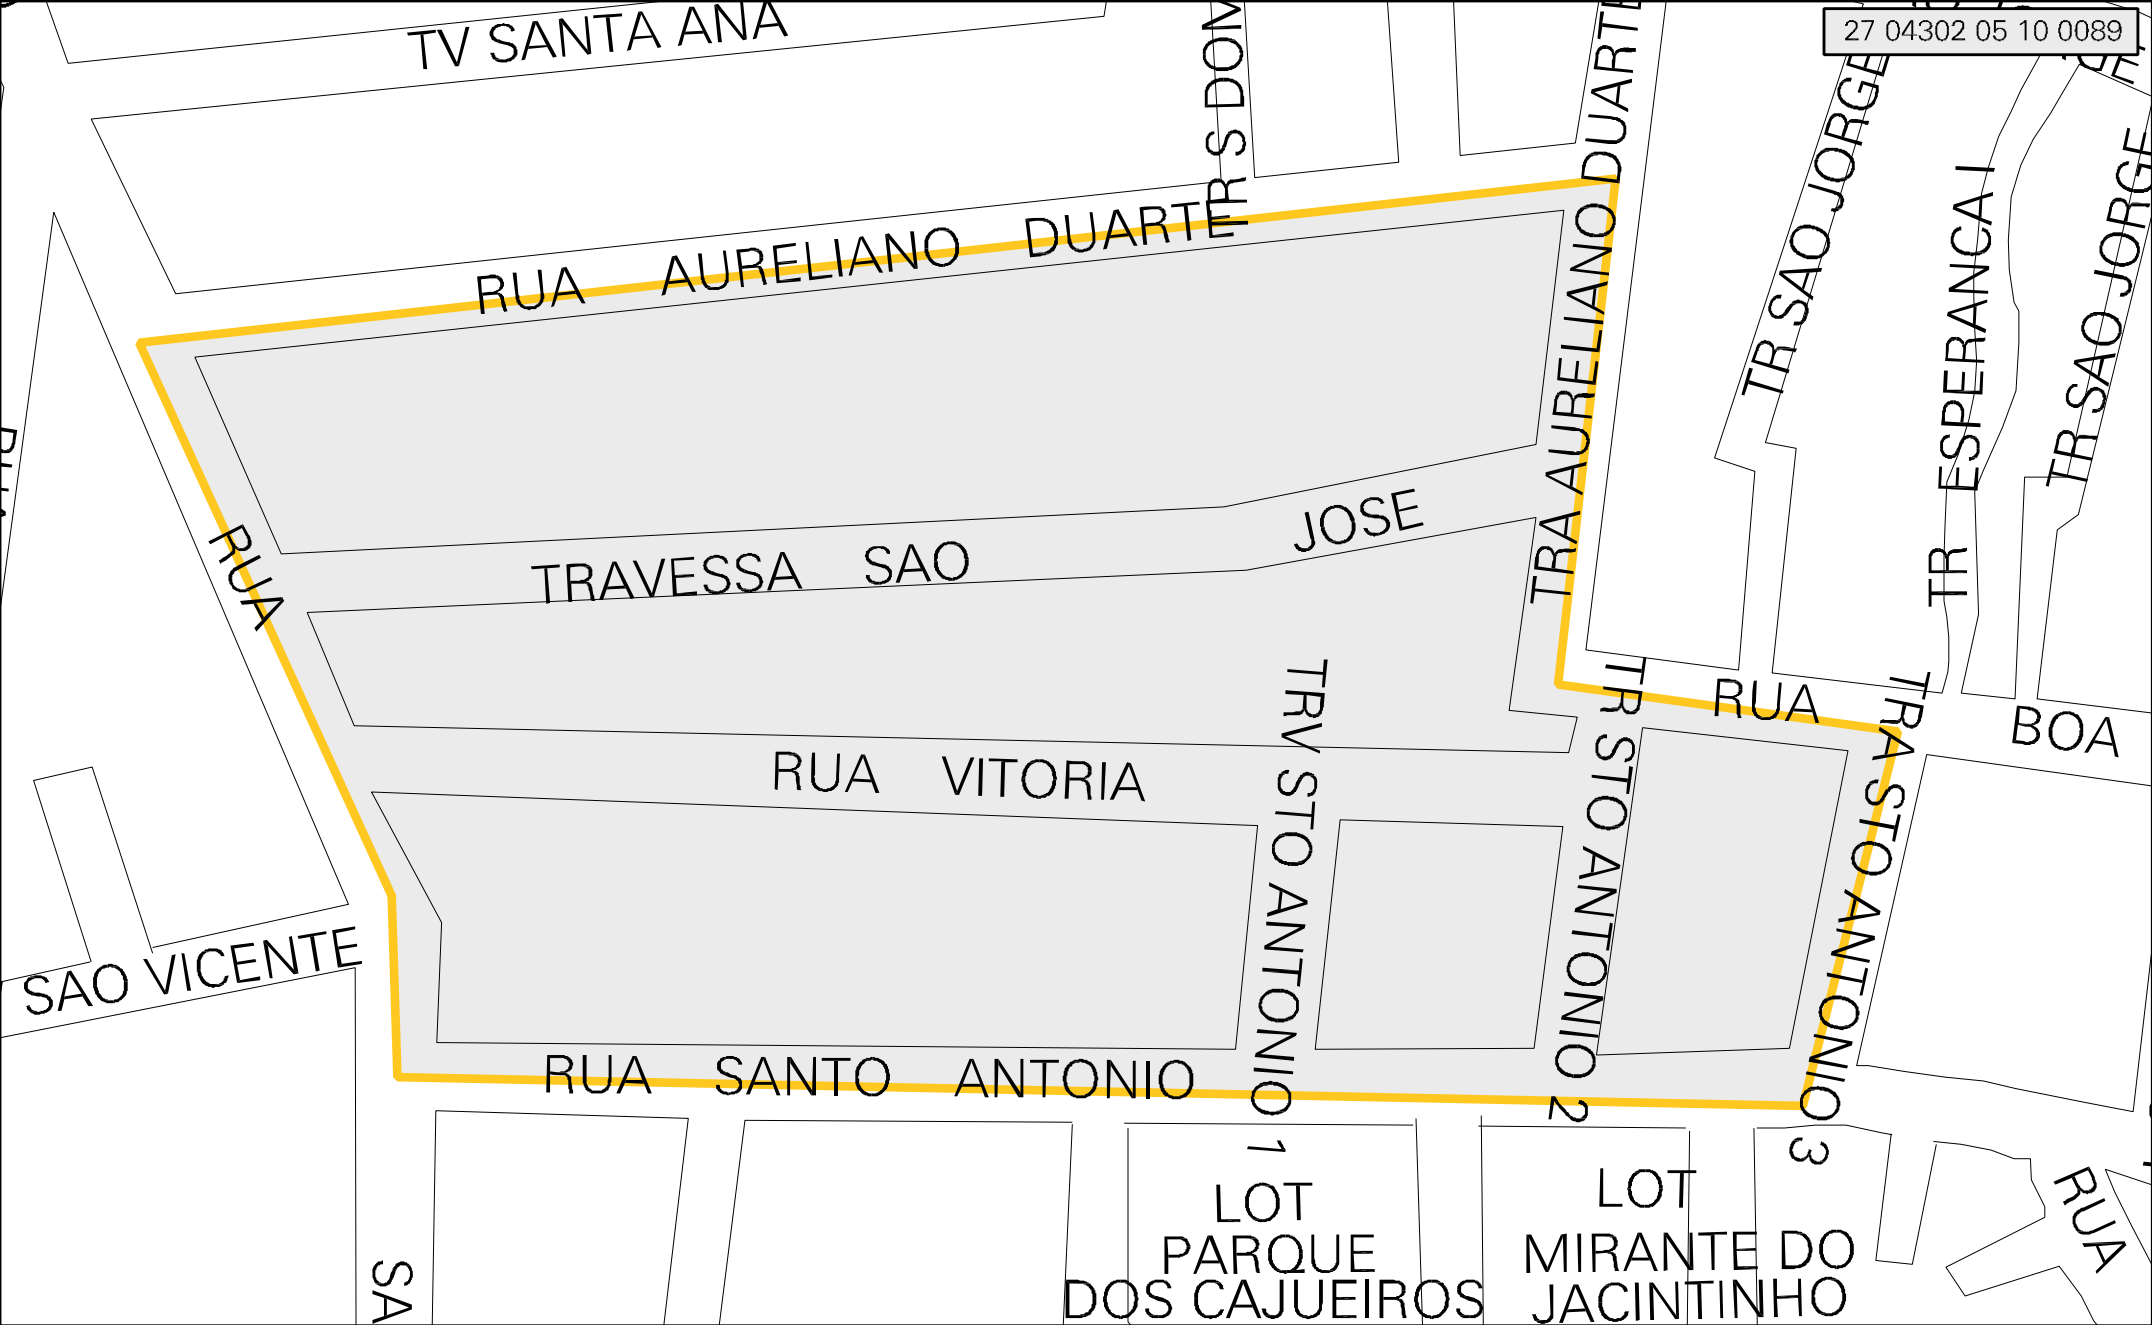 27 04302 05 10 0089
TV SANTA ANA
TR S DOM
TRA AURELIANO DUARTE
TR SAO JORGE
TR ESPERANCA I
TR SAO JORGE
RUA AURELIANO DUARTE
RUA
TRAVESSA SAO JOSE
RUA VITORIA
TRV STO ANTONIO 1
TR STO ANTONIO 2
TRA STO ANTONIO 3
RUA BOA
SAO VICENTE
RUA SANTO ANTONIO
SA
LOT
PARQUE
DOS CAJUEIROS
LOT
MIRANTE DO
JACINTINHO
RUA